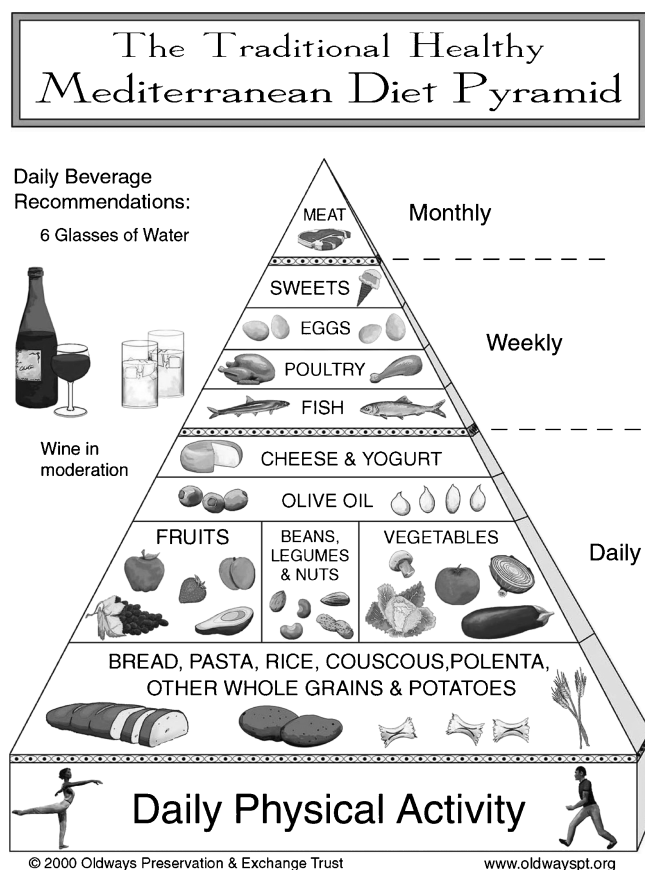 The Traditional Healthy
Mediterranean Diet Pyramid
Daily Beverage
Recommendations:
6 Glasses of Water
Wine in
moderation
MEAT
Monthly
SWEETS
EGGS
POULTRY
FISH
Weekly
CHEESE & YOGURT
OLIVE OIL
FRUITS
BEANS,
LEGUMES
& NUTS
VEGETABLES
Daily
BREAD, PASTA, RICE, COUSCOUS,POLENTA,
OTHER WHOLE GRAINS & POTATOES
Daily Physical Activity
© 2000 Oldways Preservation & Exchange Trust
www.oldwayspt.org